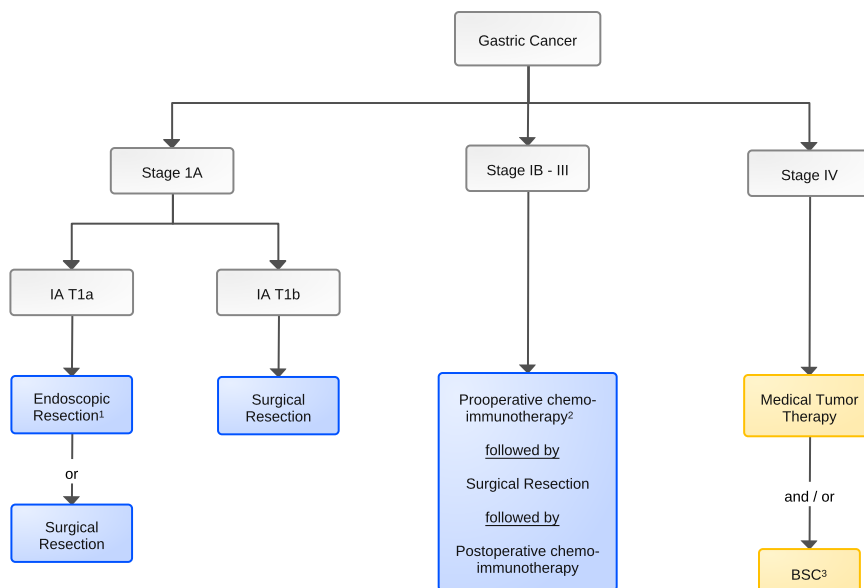 Gastric Cancer
Stage 1A
Stage IB - III
Stage IV
IA T1a
IA T1b
Endoscopic
Resection¹
or
Surgical
Resection
Surgical
Resection
Prooperative chemo-
immunotherapy²
followed by
Surgical Resection
followed by
Postoperative chemo-
immunotherapy
Medical Tumor
Therapy
and / or
BSC³